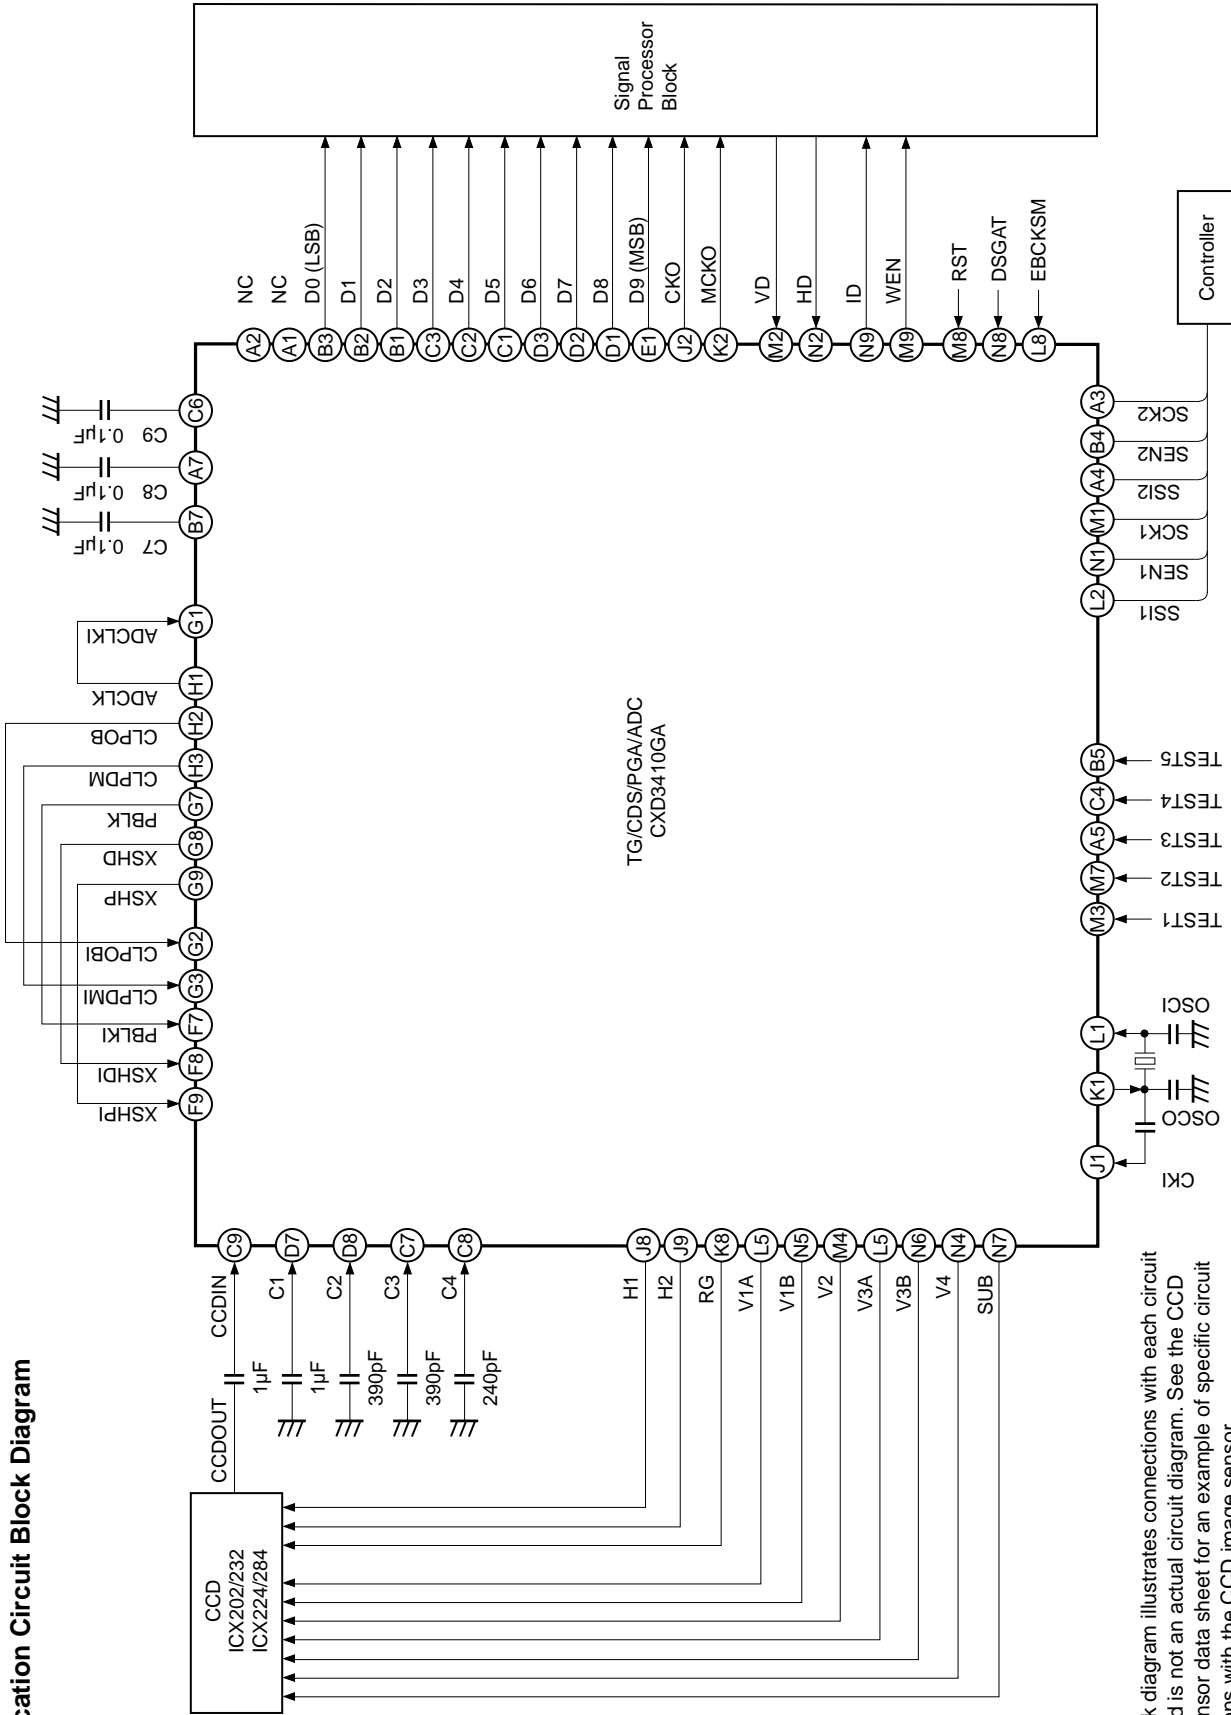 cation Circuit Block Diagram
CCD
ICX202/232
ICX224/284
CCDOUT
CCDIN
1µF
C1
1µF
C2
390pF
C3
390pF
C4
240pF
C9
D7
D8
C7
C8
H1
H2
RG
V1A
V1B
V2
V3A
V3B
V4
SUB
J8
J9
K8
L5
N5
M4
L5
N6
N4
N7
XSHPI
XSHDI
PBLKI
CLPDMI
CLPOBI
XSHP
XSHD
PBLK
CLPDM
CLPOB
ADCLK
ADCLKI
F9
F8
F7
G3
G2
G9
G8
G7
H3
H2
H1
G1
C7
0.1µF
C8
0.1µF
C9
0.1µF
B7
A7
C6
TG/CDS/PGA/ADC
CXD3410GA
A2
A1
B3
B2
B1
C3
C2
C1
D3
D2
D1
E1
J2
K2
M2
N2
N9
M9
M8
N8
L8
NC
NC
D0 (LSB)
D1
D2
D3
D4
D5
D6
D7
D8
D9 (MSB)
CKO
MCKO
VD
HD
ID
WEN
RST
DSGAT
EBCKSM
Signal
Processor
Block
J1
K1
L1
M3
M7
A5
C4
B5
L2
N1
M1
A4
B4
A3
CKI
OSCO
OSCI
TEST1
TEST2
TEST3
TEST4
TEST5
SSI1
SEN1
SCK1
SSI2
SEN2
SCK2
Controller
k diagram illustrates connections with each circuit
d is not an actual circuit diagram. See the CCD
nsor data sheet for an example of specific circuit
ns with the CCD image sensor